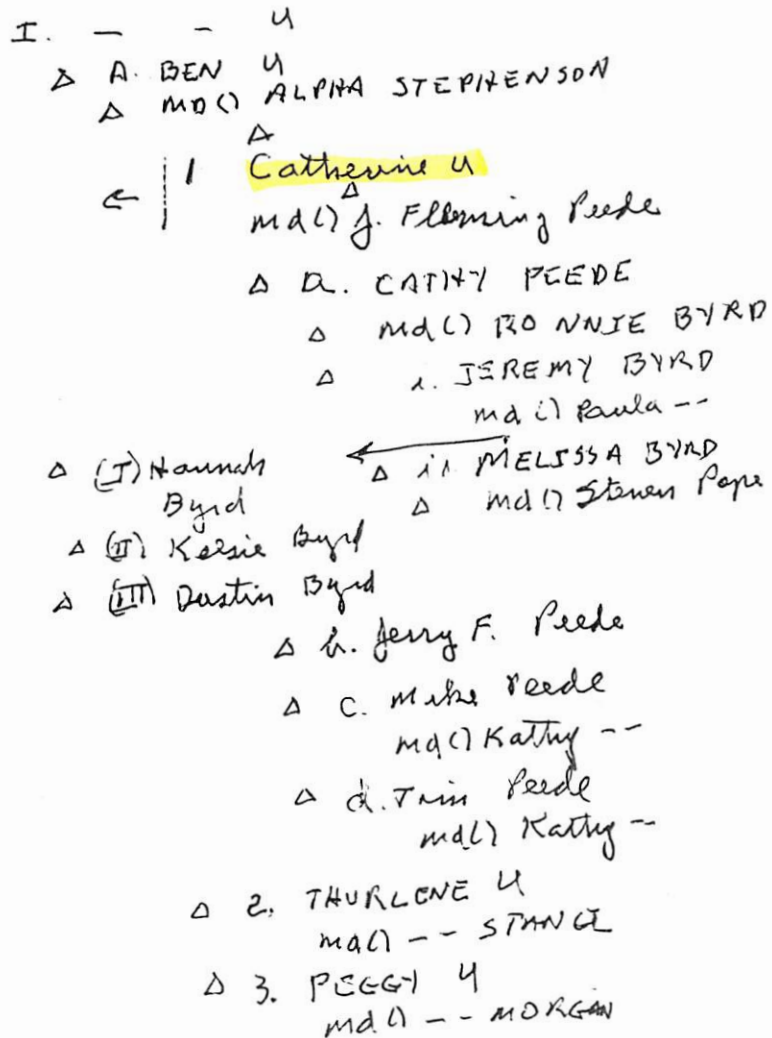 I. - - U
Δ A. BEN U
Δ MD() ALPHA STEPHENSON
Δ
← 1 Catherine U
Δ
md() J. Flleming Peede
Δ a. CATHY PEEDE
Δ md() RONNIE BYRD
Δ i. JEREMY BYRD
md() Paula --
Δ (I) Hannah Byrd
Δ ii MELISSA BYRD
Δ md() Steven Pope
Δ (II) Kelsie Byrd
Δ (III) Dustin Byrd
Δ b. Jerry F. Peede
Δ c. Mike Peede
md() Kathy --
Δ d. Tim Peede
md() Kathy --
Δ 2. THURLENE U
md() -- STANCE
Δ 3. PEGGY U
md() -- MORGAN